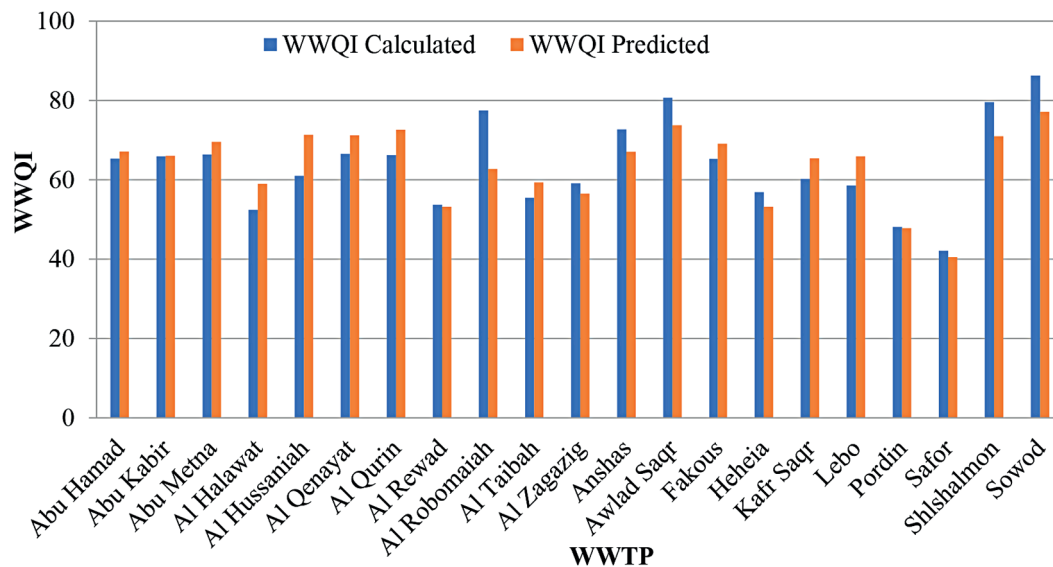 100
80
60
40
20
0
WWQI
WWQI Calculated
WWQI Predicted
Abu Hamad
Abu Kabir
Abu Metna
Al Halawat
Al Hussaniah
Al Qenayat
Al Qurin
Al Rewad
Al Robomaiah
Al Taibah
Al Zagazig
Anshas
Awlad Saqr
Fakous
Heheia
Kafr Saqr
Lebo
Pordin
Safor
Shlshalmon
Sowod
WWTP